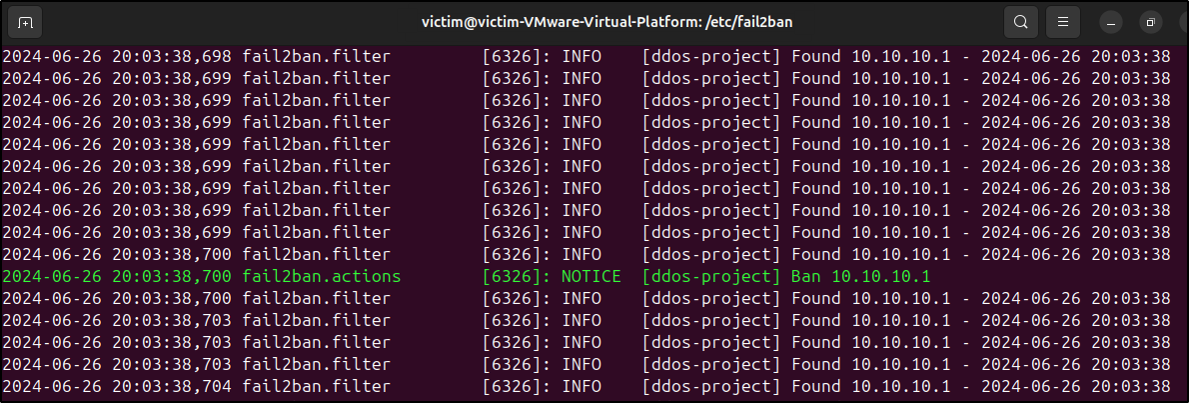 victim@victim-VMware-Virtual-Platform: /etc/fail2ban
2024-06-26 20:03:38,698 fail2ban.filter [6326]: INFO [ddos-project] Found 10.10.10.1 - 2024-06-26 20:03:38
2024-06-26 20:03:38,699 fail2ban.filter [6326]: INFO [ddos-project] Found 10.10.10.1 - 2024-06-26 20:03:38
2024-06-26 20:03:38,699 fail2ban.filter [6326]: INFO [ddos-project] Found 10.10.10.1 - 2024-06-26 20:03:38
2024-06-26 20:03:38,699 fail2ban.filter [6326]: INFO [ddos-project] Found 10.10.10.1 - 2024-06-26 20:03:38
2024-06-26 20:03:38,699 fail2ban.filter [6326]: INFO [ddos-project] Found 10.10.10.1 - 2024-06-26 20:03:38
2024-06-26 20:03:38,699 fail2ban.filter [6326]: INFO [ddos-project] Found 10.10.10.1 - 2024-06-26 20:03:38
2024-06-26 20:03:38,699 fail2ban.filter [6326]: INFO [ddos-project] Found 10.10.10.1 - 2024-06-26 20:03:38
2024-06-26 20:03:38,699 fail2ban.filter [6326]: INFO [ddos-project] Found 10.10.10.1 - 2024-06-26 20:03:38
2024-06-26 20:03:38,699 fail2ban.filter [6326]: INFO [ddos-project] Found 10.10.10.1 - 2024-06-26 20:03:38
2024-06-26 20:03:38,700 fail2ban.filter [6326]: INFO [ddos-project] Found 10.10.10.1 - 2024-06-26 20:03:38
2024-06-26 20:03:38,700 fail2ban.actions [6326]: NOTICE [ddos-project] Ban 10.10.10.1
2024-06-26 20:03:38,700 fail2ban.filter [6326]: INFO [ddos-project] Found 10.10.10.1 - 2024-06-26 20:03:38
2024-06-26 20:03:38,703 fail2ban.filter [6326]: INFO [ddos-project] Found 10.10.10.1 - 2024-06-26 20:03:38
2024-06-26 20:03:38,703 fail2ban.filter [6326]: INFO [ddos-project] Found 10.10.10.1 - 2024-06-26 20:03:38
2024-06-26 20:03:38,703 fail2ban.filter [6326]: INFO [ddos-project] Found 10.10.10.1 - 2024-06-26 20:03:38
2024-06-26 20:03:38,704 fail2ban.filter [6326]: INFO [ddos-project] Found 10.10.10.1 - 2024-06-26 20:03:38